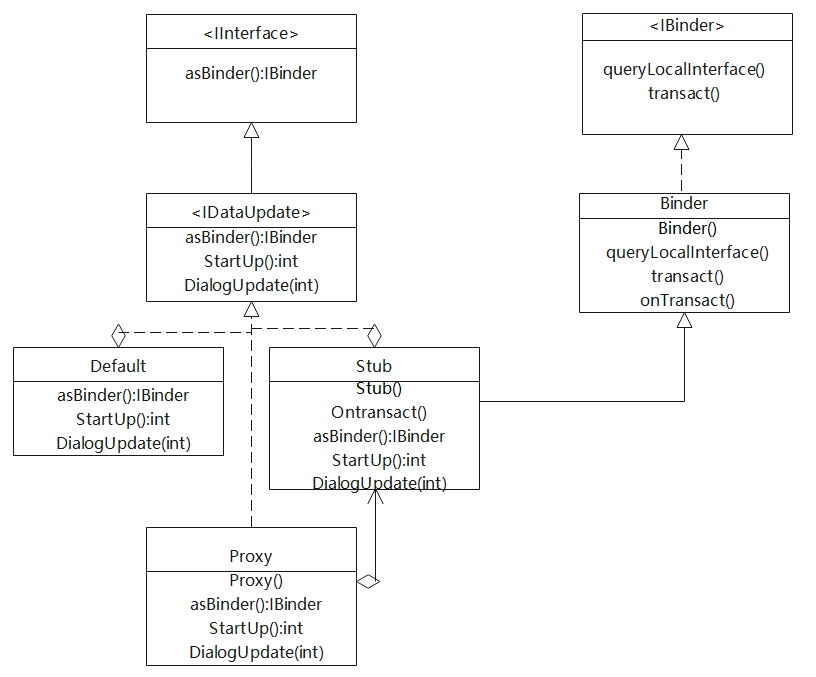 <IInterface>
asBinder():IBinder
<IBinder>
queryLocalInterface()
transact()
<IDataUpdate>
asBinder():IBinder
StartUp():int
DialogUpdate(int)
Binder
Binder()
queryLocalInterface()
transact()
onTransact()
Default
asBinder():IBinder
StartUp():int
DialogUpdate(int)
Stub
Stub()
Ontransact()
asBinder():IBinder
StartUp():int
DialogUpdate(int)
Proxy
Proxy()
asBinder():IBinder
StartUp():int
DialogUpdate(int)